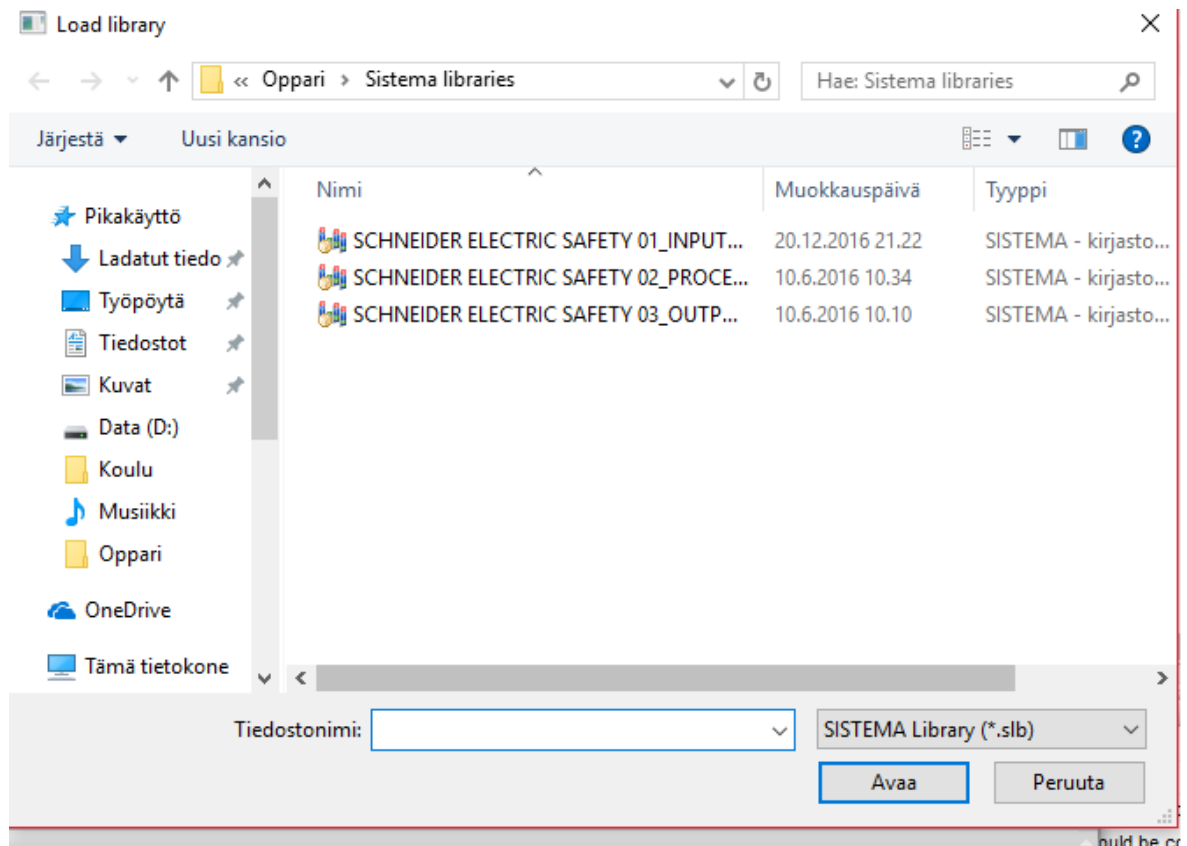 Load library
« Oppari > Sistema libraries
Hae: Sistema libraries
Järjestä
Uusi kansio
Nimi Muokkauspäivä Tyyppi
SCHNEIDER ELECTRIC SAFETY 01_INPUT... 20.12.2016 21.22 SISTEMA - kirjasto...
SCHNEIDER ELECTRIC SAFETY 02_PROCE... 10.6.2016 10.34 SISTEMA - kirjasto...
SCHNEIDER ELECTRIC SAFETY 03_OUTP... 10.6.2016 10.10 SISTEMA - kirjasto...
Pikakäyttö
Ladatut tiedo
Työpöytä
Tiedostot
Kuvat
Data (D:)
Koulu
Musiikki
Oppari
OneDrive
Tämä tietokone
Tiedostonimi:
SISTEMA Library (*.slb)
Avaa
Peruuta